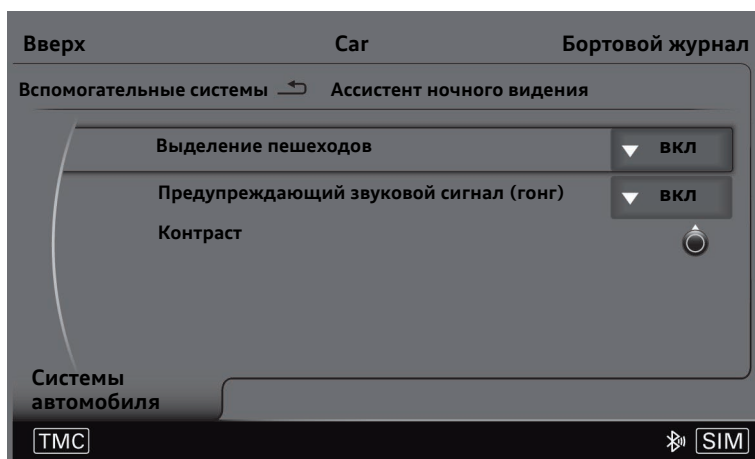 Вверх Car Бортовой журнал
Вспомогательные системы Ассистент ночного видения
Выделение пешеходов вкл
Предупреждающий звуковой сигнал (гонг) вкл
Контраст
Системы
автомобиля
TMC SIM